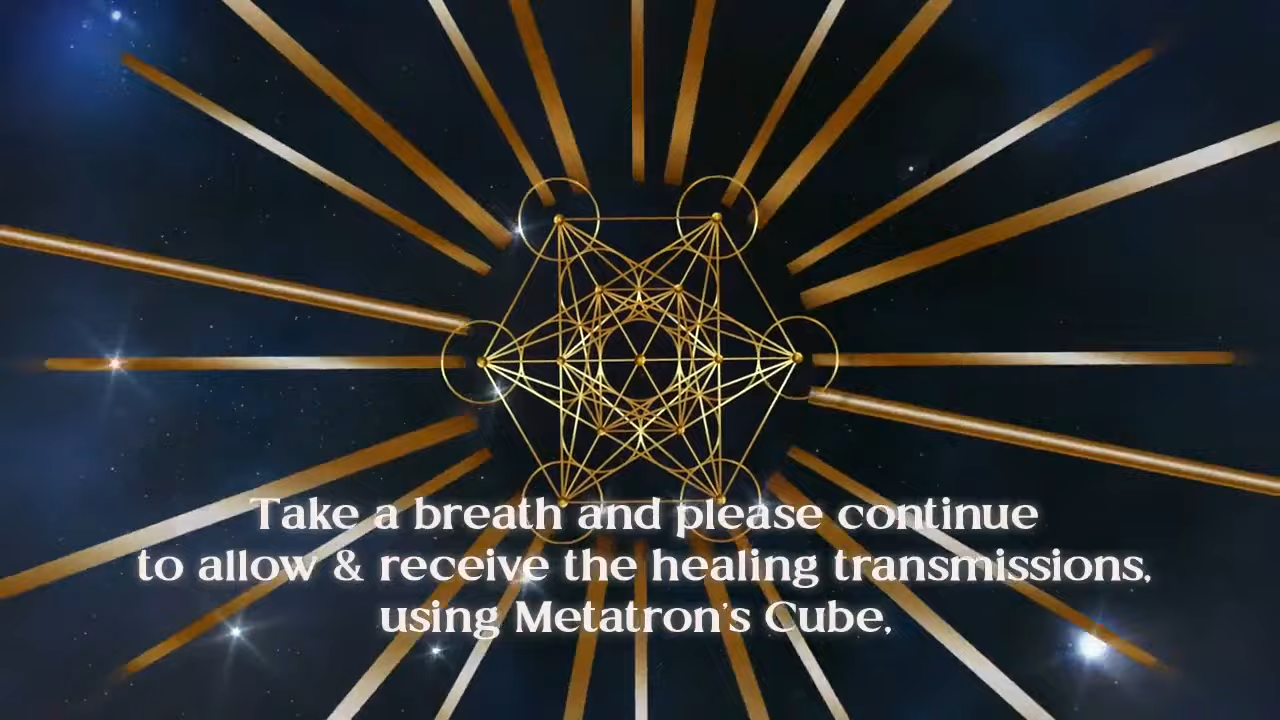 Take a breath and please continue
to allow & receive the healing transmissions,
using Metatron's Cube,